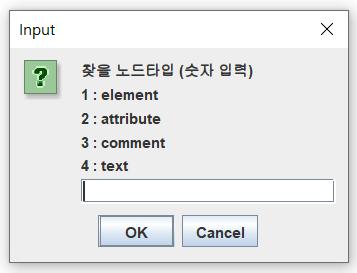 Input
찾을 노드타입 (숫자 입력)
1 : element
2 : attribute
3 : comment
4 : text
OK Cancel